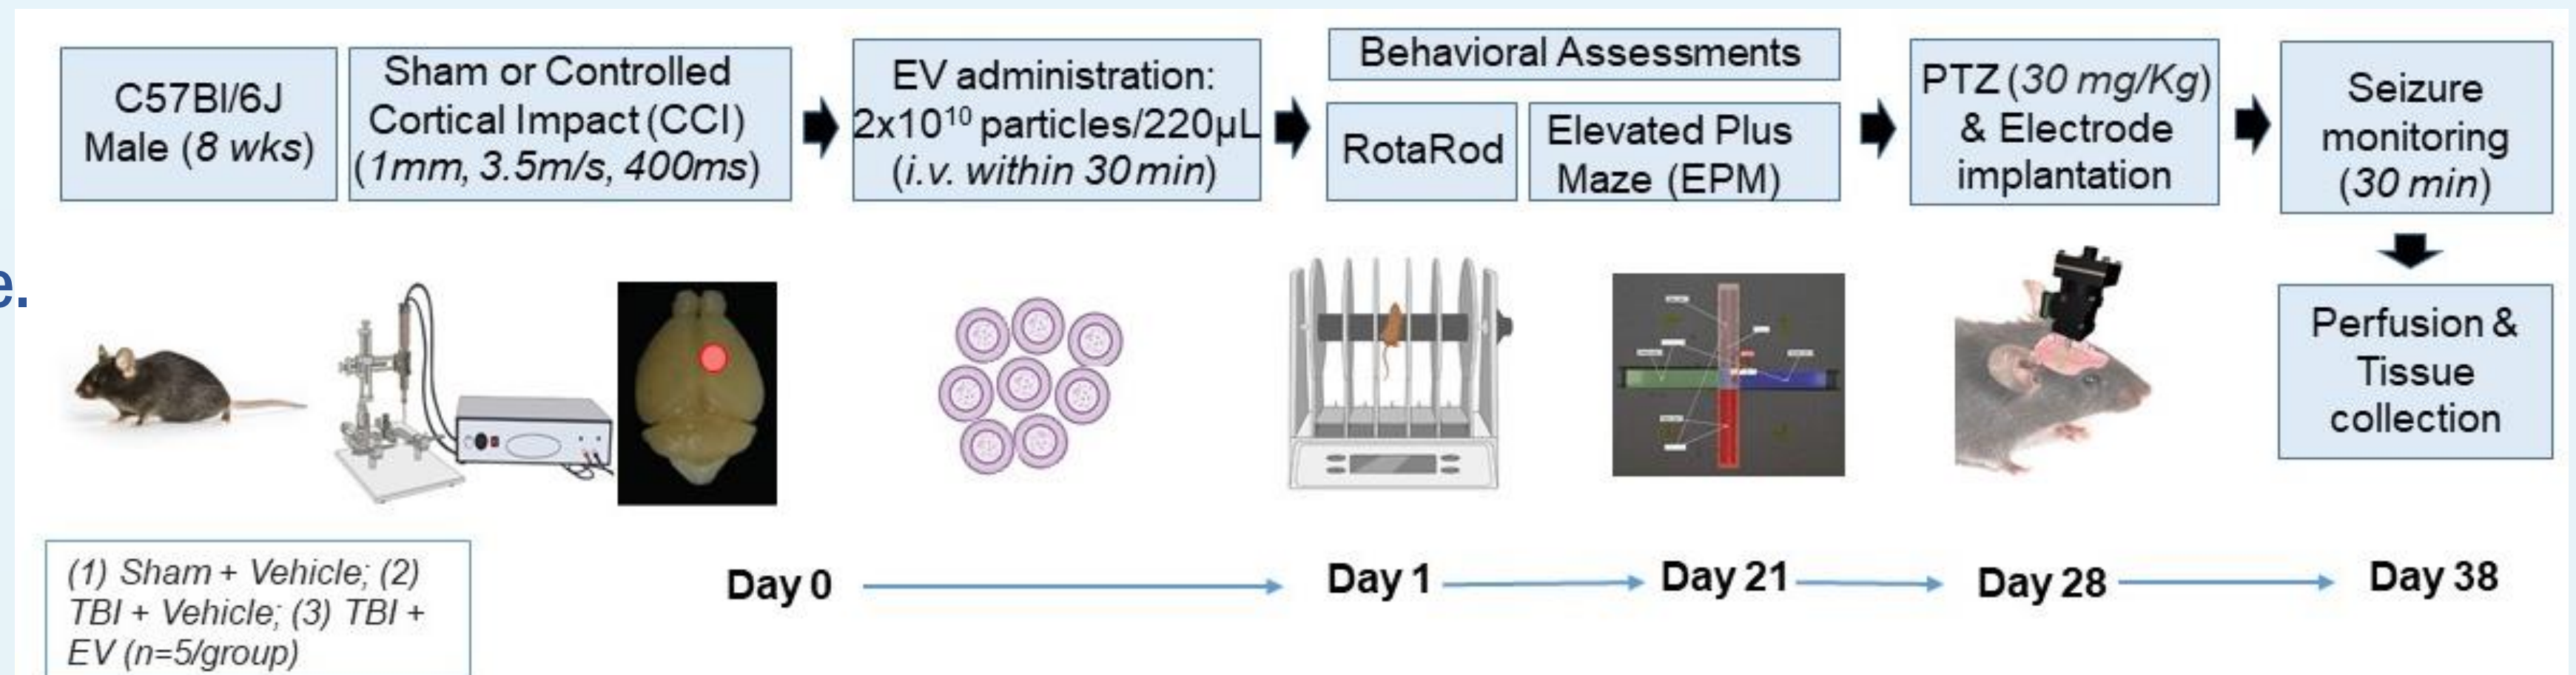 C57Bl/6J
Male (8 wks)
Sham or Controlled
Cortical Impact (CCI)
(1mm, 3.5m/s, 400ms)
EV administration:
2x10¹⁰ particles/220µL
(i.v. within 30 min)
Behavioral Assessments
RotaRod
Elevated Plus
Maze (EPM)
PTZ (30 mg/Kg)
& Electrode
implantation
Seizure
monitoring
(30 min)
Perfusion &
Tissue
collection
e.
(1) Sham + Vehicle; (2)
TBI + Vehicle; (3) TBI +
EV (n=5/group)
Day 0
Day 1
Day 21
Day 28
Day 38